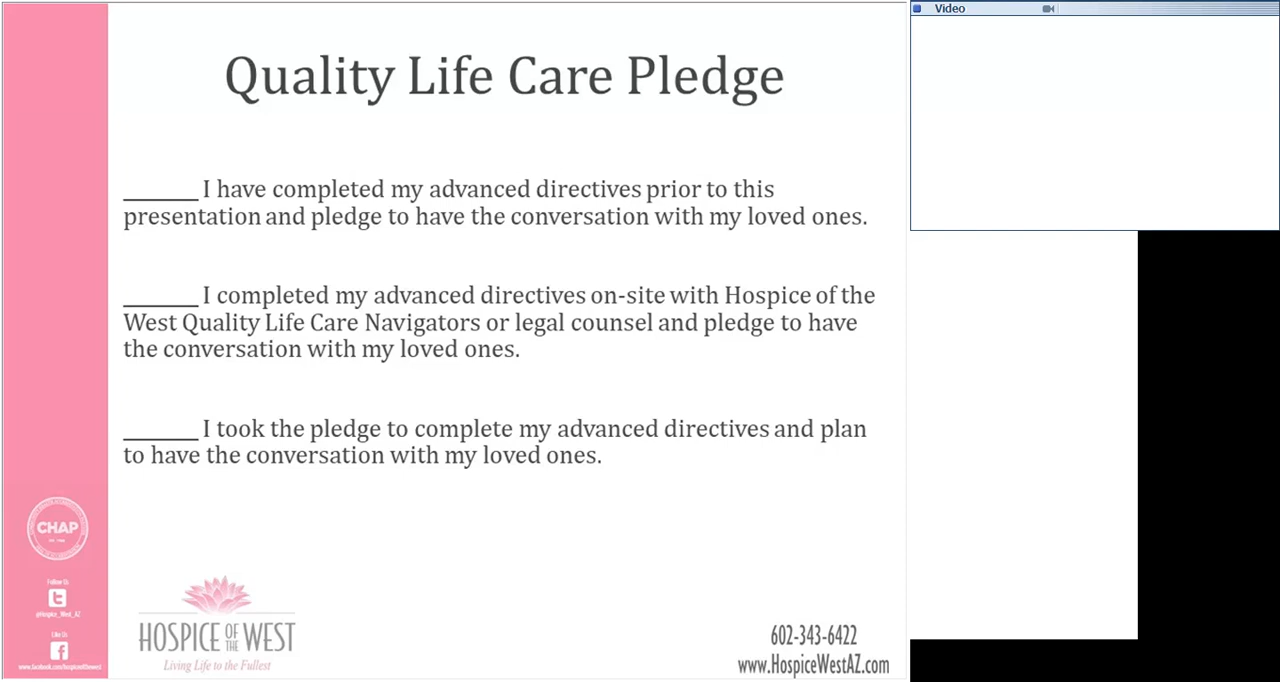 Video
Quality Life Care Pledge
______ I have completed my advanced directives prior to this
presentation and pledge to have the conversation with my loved ones.
______ I completed my advanced directives on-site with Hospice of the
West Quality Life Care Navigators or legal counsel and pledge to have
the conversation with my loved ones.
______ I took the pledge to complete my advanced directives and plan
to have the conversation with my loved ones.
CHAP
Follow Us
@Hospice_West_AZ
Like Us
www.facebook.com/hospiceofthewest
HOSPICE OF THE WEST
Living Life to the Fullest
602-343-6422
www.HospiceWestAZ.com